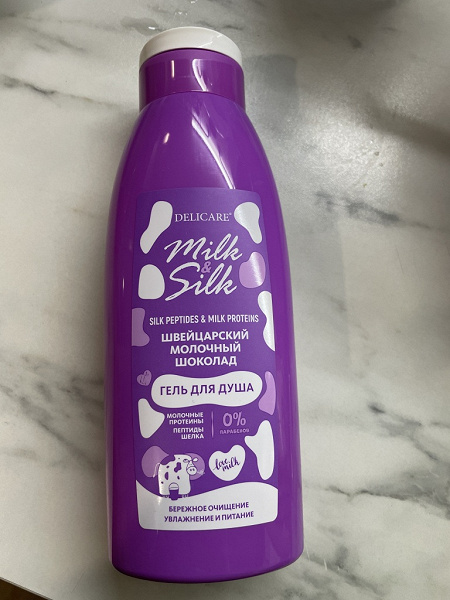 DELICARE®
Milk
&
Silk
SILK PEPTIDES & MILK PROTEINS
ШВЕЙЦАРСКИЙ
МОЛОЧНЫЙ
ШОКОЛАД
ГЕЛЬ ДЛЯ ДУША
МОЛОЧНЫЕ
ПРОТЕИНЫ
ПЕПТИДЫ
ШЕЛКА
0%
ПАРАБЕНОВ
love
milk
БЕРЕЖНОЕ ОЧИЩЕНИЕ
УВЛАЖНЕНИЕ И ПИТАНИЕ